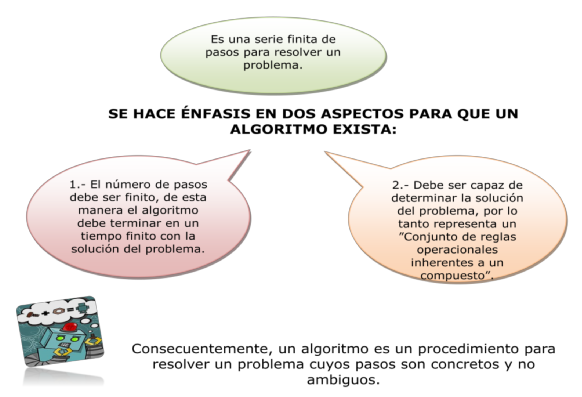 Es una serie finita de
pasos para resolver un
problema.
SE HACE ÉNFASIS EN DOS ASPECTOS PARA QUE UN
ALGORITMO EXISTA:
1.- El número de pasos
debe ser finito, de esta
manera el algoritmo
debe terminar en un
tiempo finito con la
solución del problema.
2.- Debe ser capaz de
determinar la solución
del problema, por lo
tanto representa un
"Conjunto de reglas
operacionales
inherentes a un
compuesto".
Consecuentemente, un algoritmo es un procedimiento para
resolver un problema cuyos pasos son concretos y no
ambiguos.